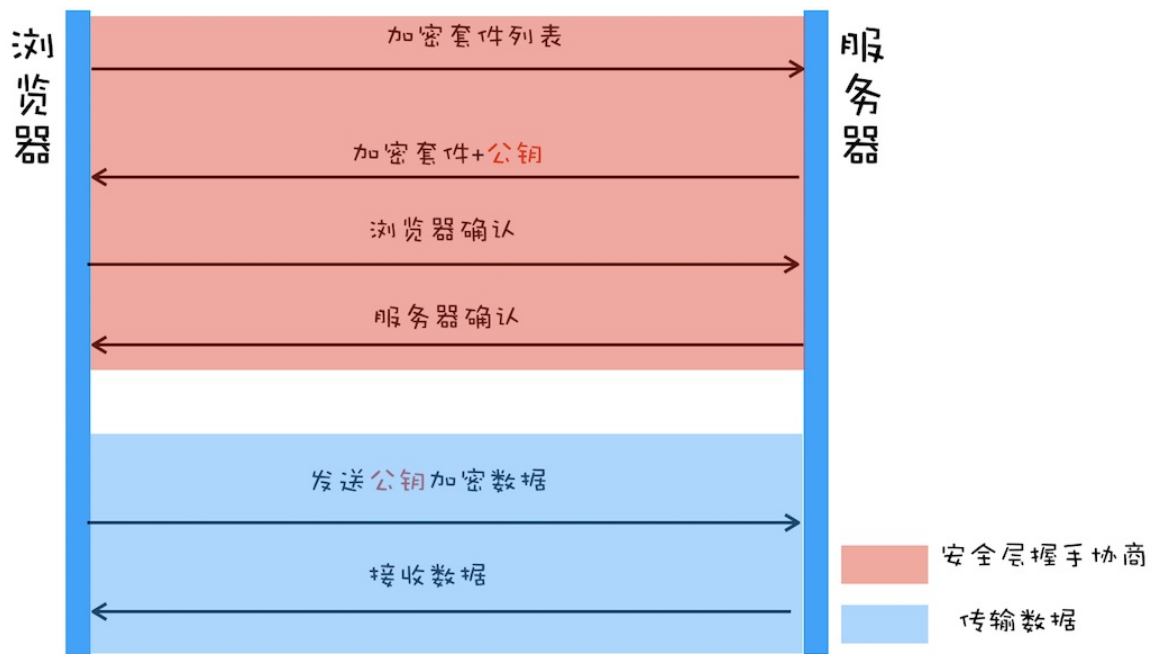 浏览器
服务器
加密套件列表
加密套件+公钥
浏览器确认
服务器确认
发送公钥加密数据
接收数据
安全层握手协商
传输数据